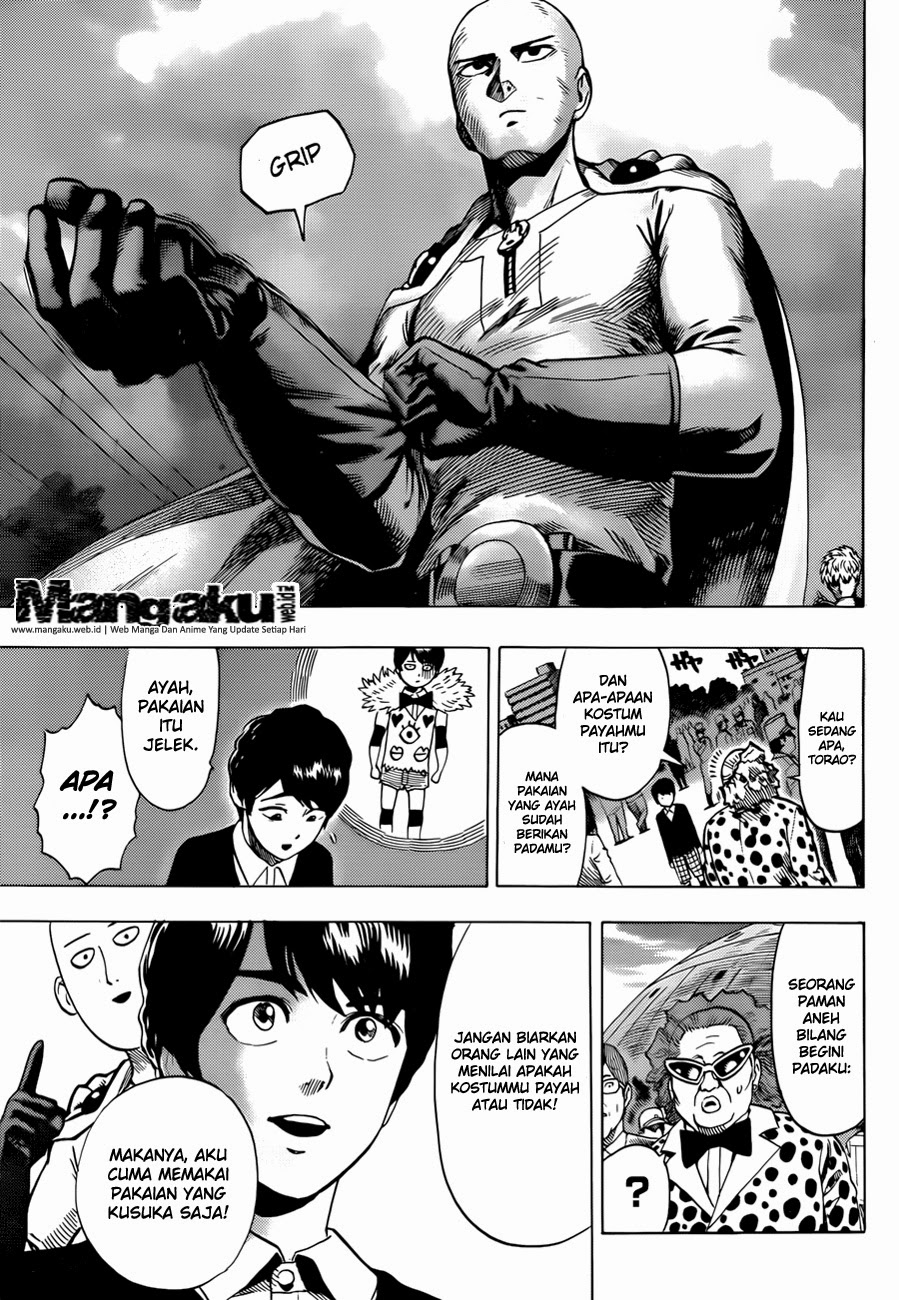 GRIP
Mangaku
web.id
www.mangaku.web.id | Web Manga Dan Anime Yang Update Setiap Hari
KAU
SEDANG
APA,
TORAO?
DAN
APA-APAAN
KOSTUM
PAYAHMU
ITU?
MANA
PAKAIAN
YANG AYAH
SUDAH
BERIKAN
PADAMU?
AYAH,
PAKAIAN
ITU
JELEK.
APA
...!?
SEORANG
PAMAN
ANEH
BILANG
BEGINI
PADAKU:
?
JANGAN BIARKAN
ORANG LAIN YANG
MENILAI APAKAH
KOSTUMMU PAYAH
ATAU TIDAK!
MAKANYA, AKU
CUMA MEMAKAI
PAKAIAN YANG
KUSUKA SAJA!